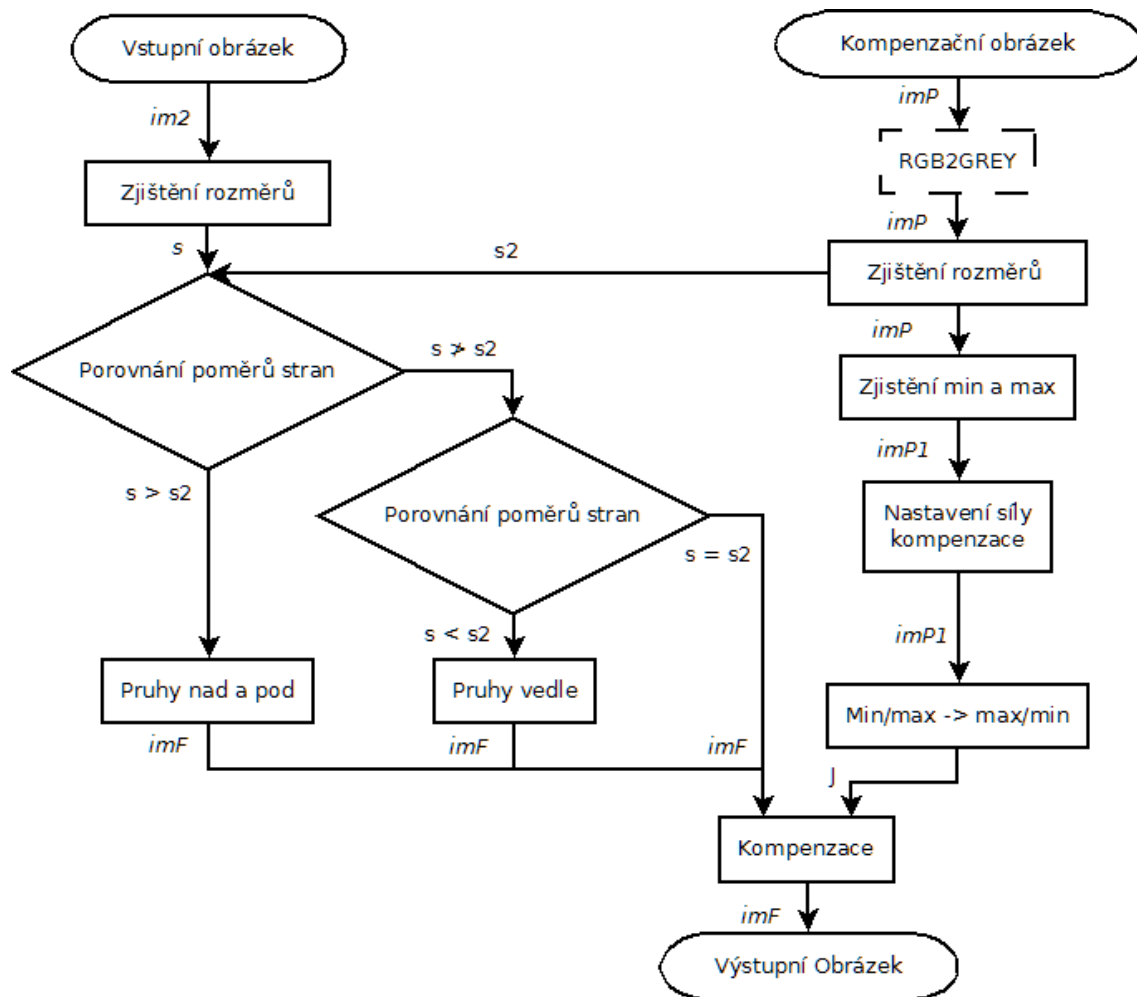 Vstupní obrázek
Kompenzační obrázek
im2
imP
RGB2GREY
Zjištění rozměrů
imP
s
s2
Zjištění rozměrů
imP
s ≯ s2
Porovnání poměrů stran
Zjistění min a max
imP1
s > s2
Porovnání poměrů stran
Nastavení síly
kompenzace
s = s2
s < s2
imP1
Pruhy nad a pod
Pruhy vedle
Min/max -> max/min
imF
imF
imF
J
Kompenzace
imF
Výstupní Obrázek